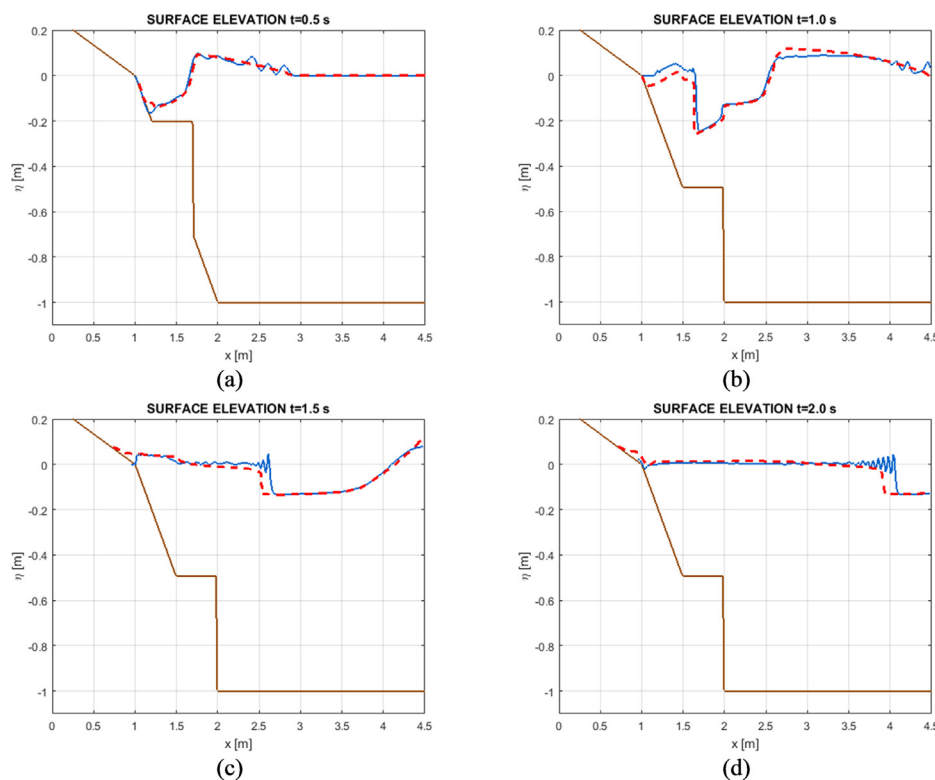 SURFACE ELEVATION t=0.5 s
0.2
0
-0.2
-0.4
-0.6
-0.8
-1
η [m]
0 0.5 1 1.5 2 2.5 3 3.5 4 4.5
x [m]
(a)
SURFACE ELEVATION t=1.0 s
0.2
0
-0.2
-0.4
-0.6
-0.8
-1
η [m]
0 0.5 1 1.5 2 2.5 3 3.5 4 4.5
x [m]
(b)
SURFACE ELEVATION t=1.5 s
0.2
0
-0.2
-0.4
-0.6
-0.8
-1
η [m]
0 0.5 1 1.5 2 2.5 3 3.5 4 4.5
x [m]
(c)
SURFACE ELEVATION t=2.0 s
0.2
0
-0.2
-0.4
-0.6
-0.8
-1
η [m]
0 0.5 1 1.5 2 2.5 3 3.5 4 4.5
x [m]
(d)